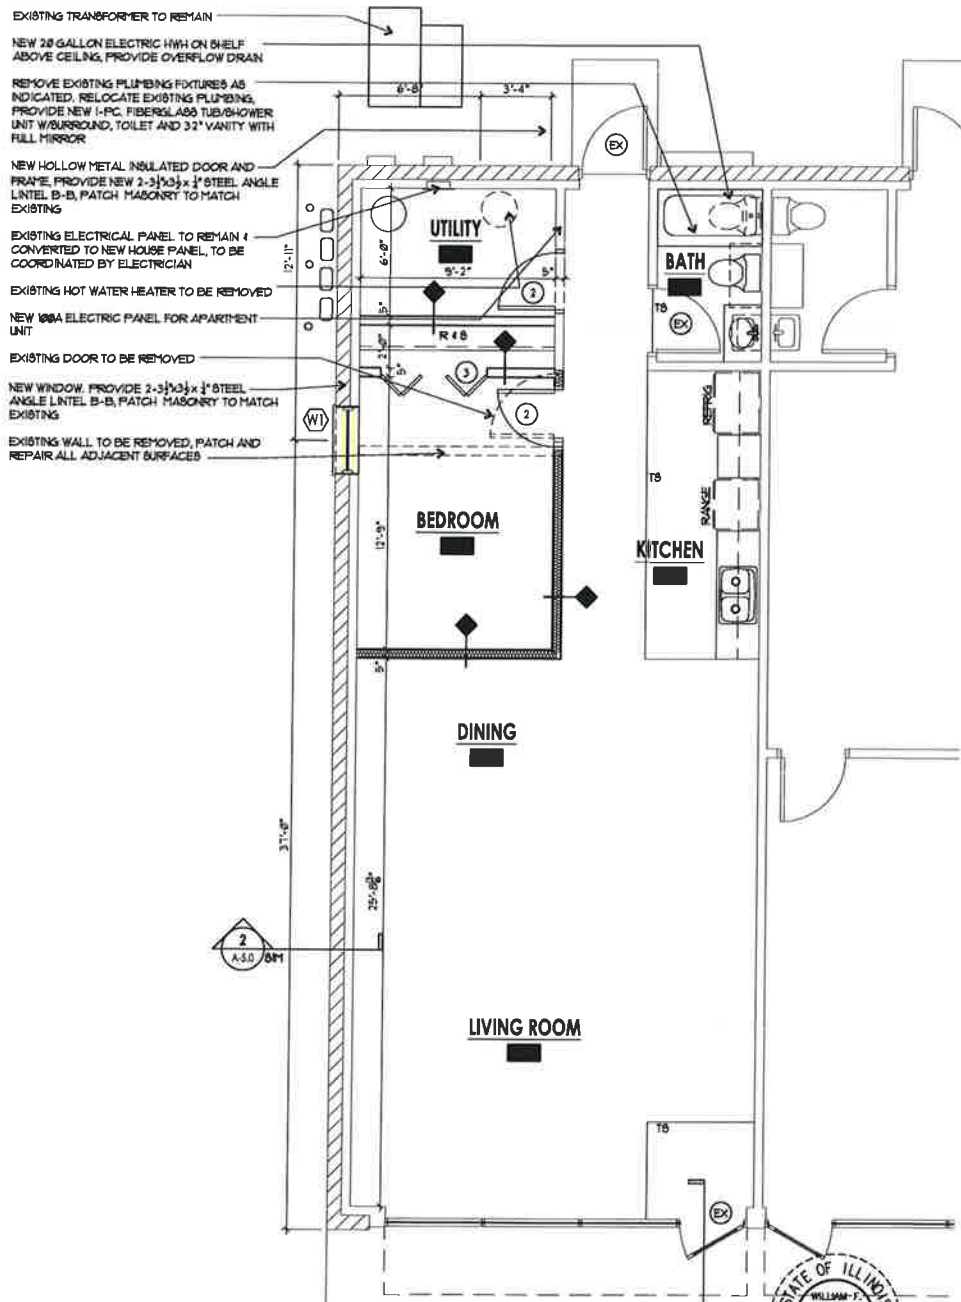 EXISTING TRANSFORMER TO REMAIN
NEW 20 GALLON ELECTRIC HWH ON SHELF
ABOVE CEILING, PROVIDE OVERFLOW DRAIN
REMOVE EXISTING PLUMBING FIXTURES AS
INDICATED. RELOCATE EXISTING PLUMBING,
PROVIDE NEW 1-PC. FIBERGLASS TUB/SHOWER
UNIT W/SURROUND, TOILET AND 32" VANITY WITH
FULL MIRROR
NEW HOLLOW METAL INSULATED DOOR AND
FRAME, PROVIDE NEW 2-3½"x3½ x ¼" STEEL ANGLE
LINTEL B-B, PATCH MASONRY TO MATCH
EXISTING
EXISTING ELECTRICAL PANEL TO REMAIN &
CONVERTED TO NEW HOUSE PANEL, TO BE
COORDINATED BY ELECTRICIAN
EXISTING HOT WATER HEATER TO BE REMOVED
NEW 100A ELECTRIC PANEL FOR APARTMENT
UNIT
EXISTING DOOR TO BE REMOVED
NEW WINDOW. PROVIDE 2-3½"x3½ x ¼" STEEL
ANGLE LINTEL B-B, PATCH MASONRY TO MATCH
EXISTING
EXISTING WALL TO BE REMOVED, PATCH AND
REPAIR ALL ADJACENT SURFACES
6'-8"
3'-4"
EX
12'-11"
6'-0"
UTILITY
9'-2"
5"
2
BATH
TS
EX
5"
R & S
2'-0"
5"
3
2
W1
REFRIG
RANGE
TS
BEDROOM
12'-9"
KITCHEN
5"
DINING
37'-0"
25'-8
2
A-5.0
SIM
LIVING ROOM
TS
EX
STATE OF ILLINOIS
WILLIAM F.